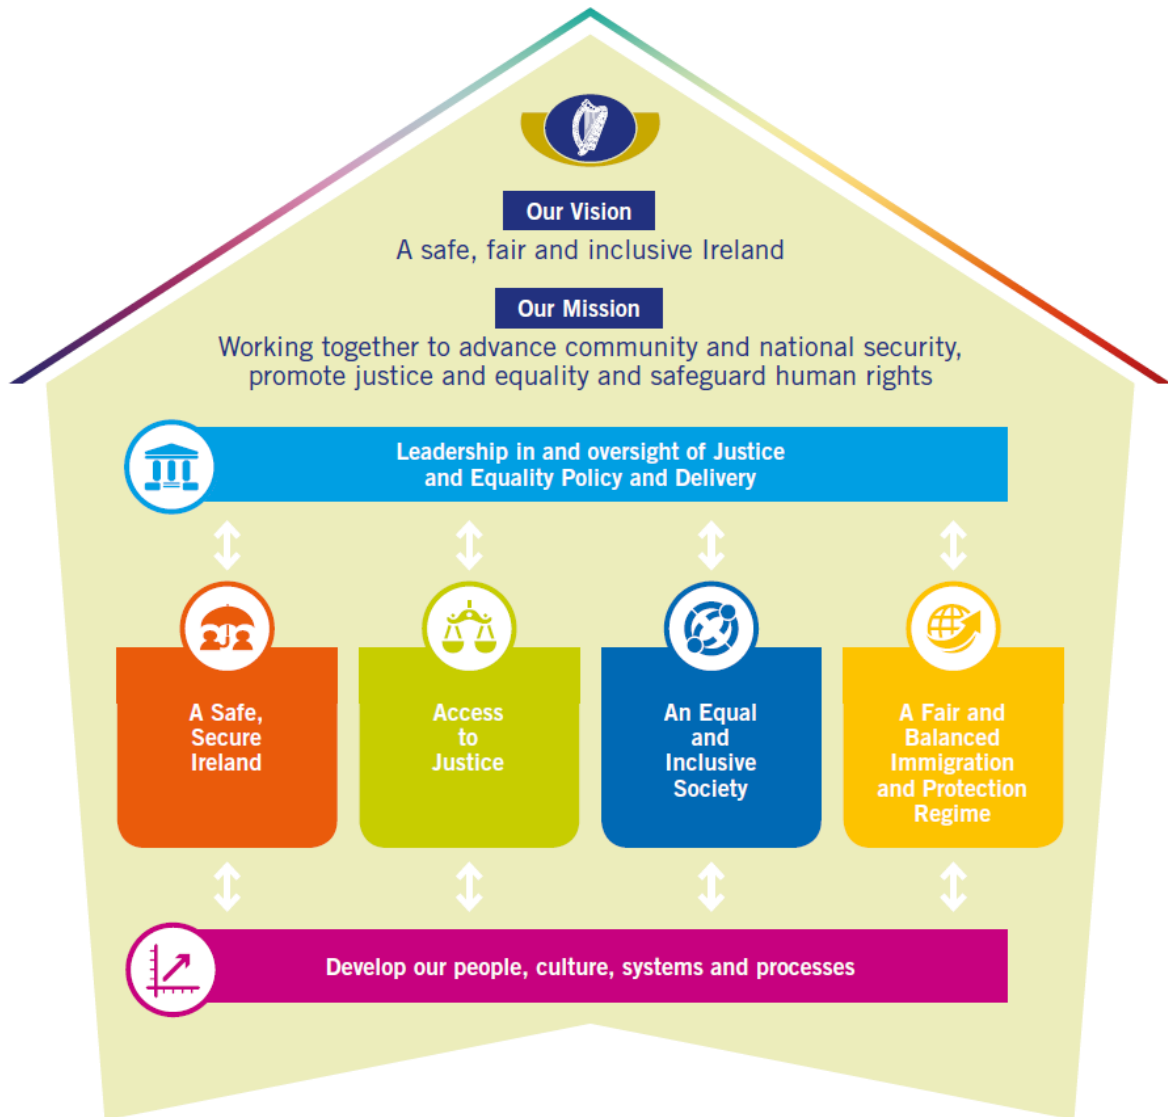 Our Vision
A safe, fair and inclusive Ireland
Our Mission
Working together to advance community and national security,
promote justice and equality and safeguard human rights
Leadership in and oversight of Justice
and Equality Policy and Delivery
A Safe,
Secure
Ireland
Access
to
Justice
An Equal
and
Inclusive
Society
A Fair and
Balanced
Immigration
and Protection
Regime
Develop our people, culture, systems and processes